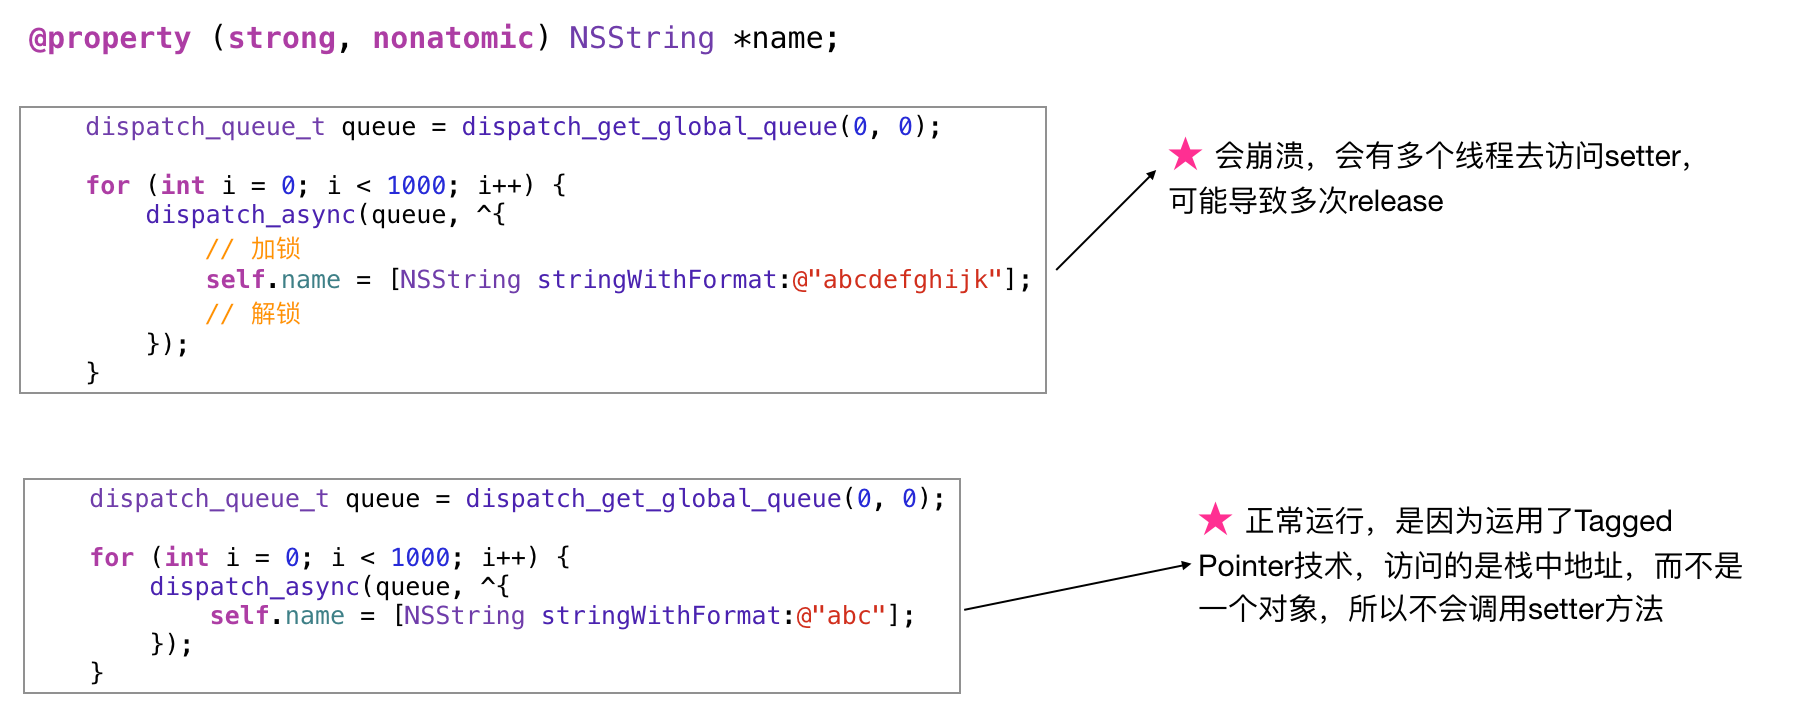 @property (strong, nonatomic) NSString *name;
dispatch_queue_t queue = dispatch_get_global_queue(0, 0);
for (int i = 0; i < 1000; i++) {
dispatch_async(queue, ^{
// 加锁
self.name = [NSString stringWithFormat:@"abcdefghijk"];
// 解锁
});
}
★ 会崩溃，会有多个线程去访问setter，
可能导致多次release
dispatch_queue_t queue = dispatch_get_global_queue(0, 0);
for (int i = 0; i < 1000; i++) {
dispatch_async(queue, ^{
self.name = [NSString stringWithFormat:@"abc"];
});
}
★ 正常运行，是因为运用了Tagged
Pointer技术，访问的是栈中地址，而不是
一个对象，所以不会调用setter方法